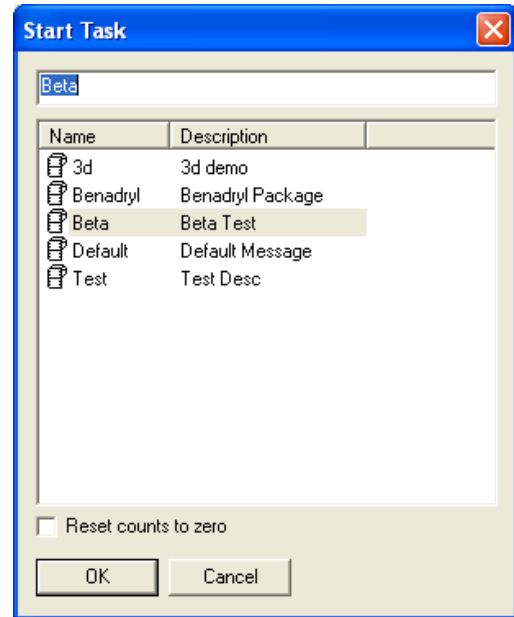 Start Task
Beta
Name Description
3d 3d demo
Benadryl Benadryl Package
Beta Beta Test
Default Default Message
Test Test Desc
Reset counts to zero
OK Cancel